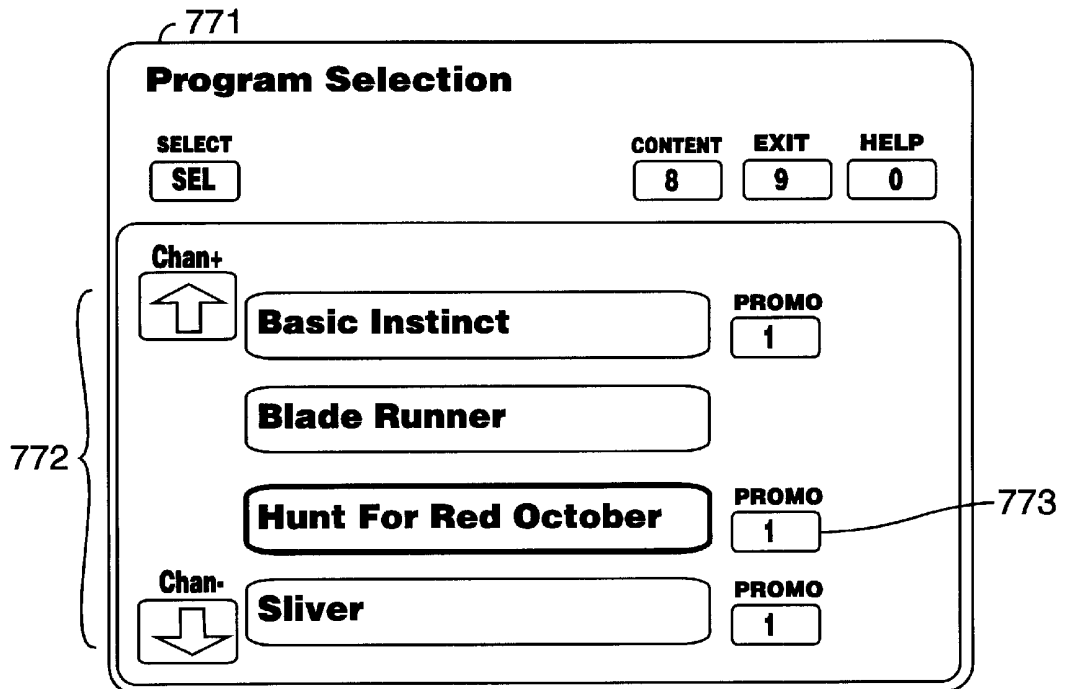 771
Program Selection
SELECT CONTENT EXIT HELP
SEL 8 9 0
Chan+
Basic Instinct PROMO
1
Blade Runner
772
Hunt For Red October PROMO
1 773
Chan-
Sliver PROMO
1